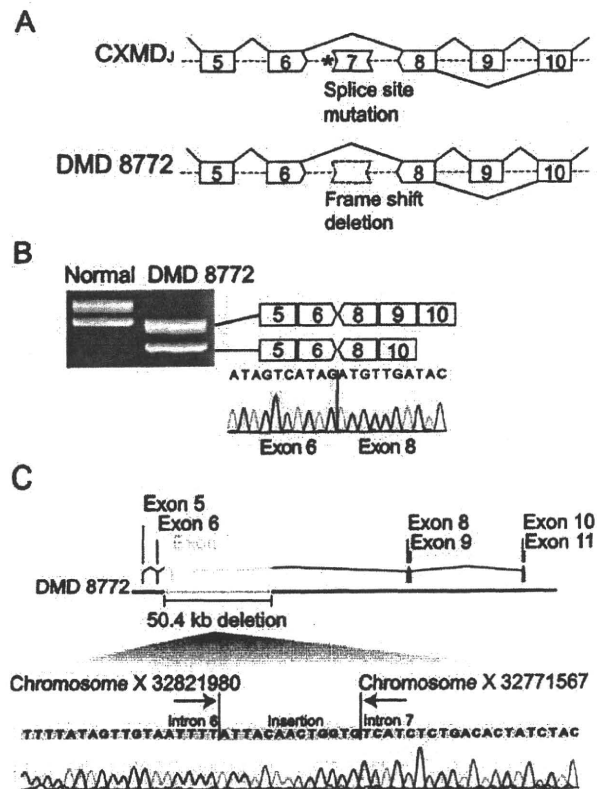 A
CXMDJ 5 6 * 7 8 9 10
Splice site
mutation
DMD 8772 5 6 8 9 10
Frame shift
deletion
B
Normal DMD 8772
5 6 8 9 10
5 6 8 10
ATAGTCATAGATGTTGATAC
Exon 6 Exon 8
C
Exon 5
Exon 6
Exon
Exon 8 Exon 10
Exon 9 Exon 11
DMD 8772
50.4 kb deletion
Chromosome X 32821980 Chromosome X 32771567
Intron 6 Insertion Intron 7
TTTTATAGTTGTAATTTTATTACAACTGGTGTCATCTCTGACACTATCTAC